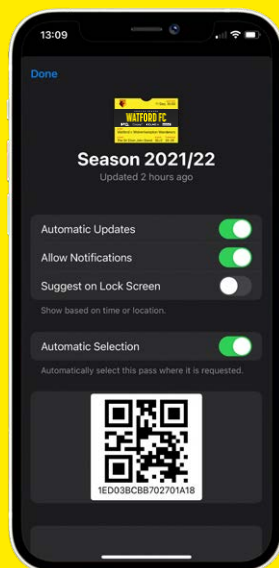 13:09
Done
WATFORD FC
Season 2021/22
Updated 2 hours ago
Automatic Updates
Allow Notifications
Suggest on Lock Screen
Show based on time or location.
Automatic Selection
Automatically select this pass where it is requested.
1ED03BCBB702701A18